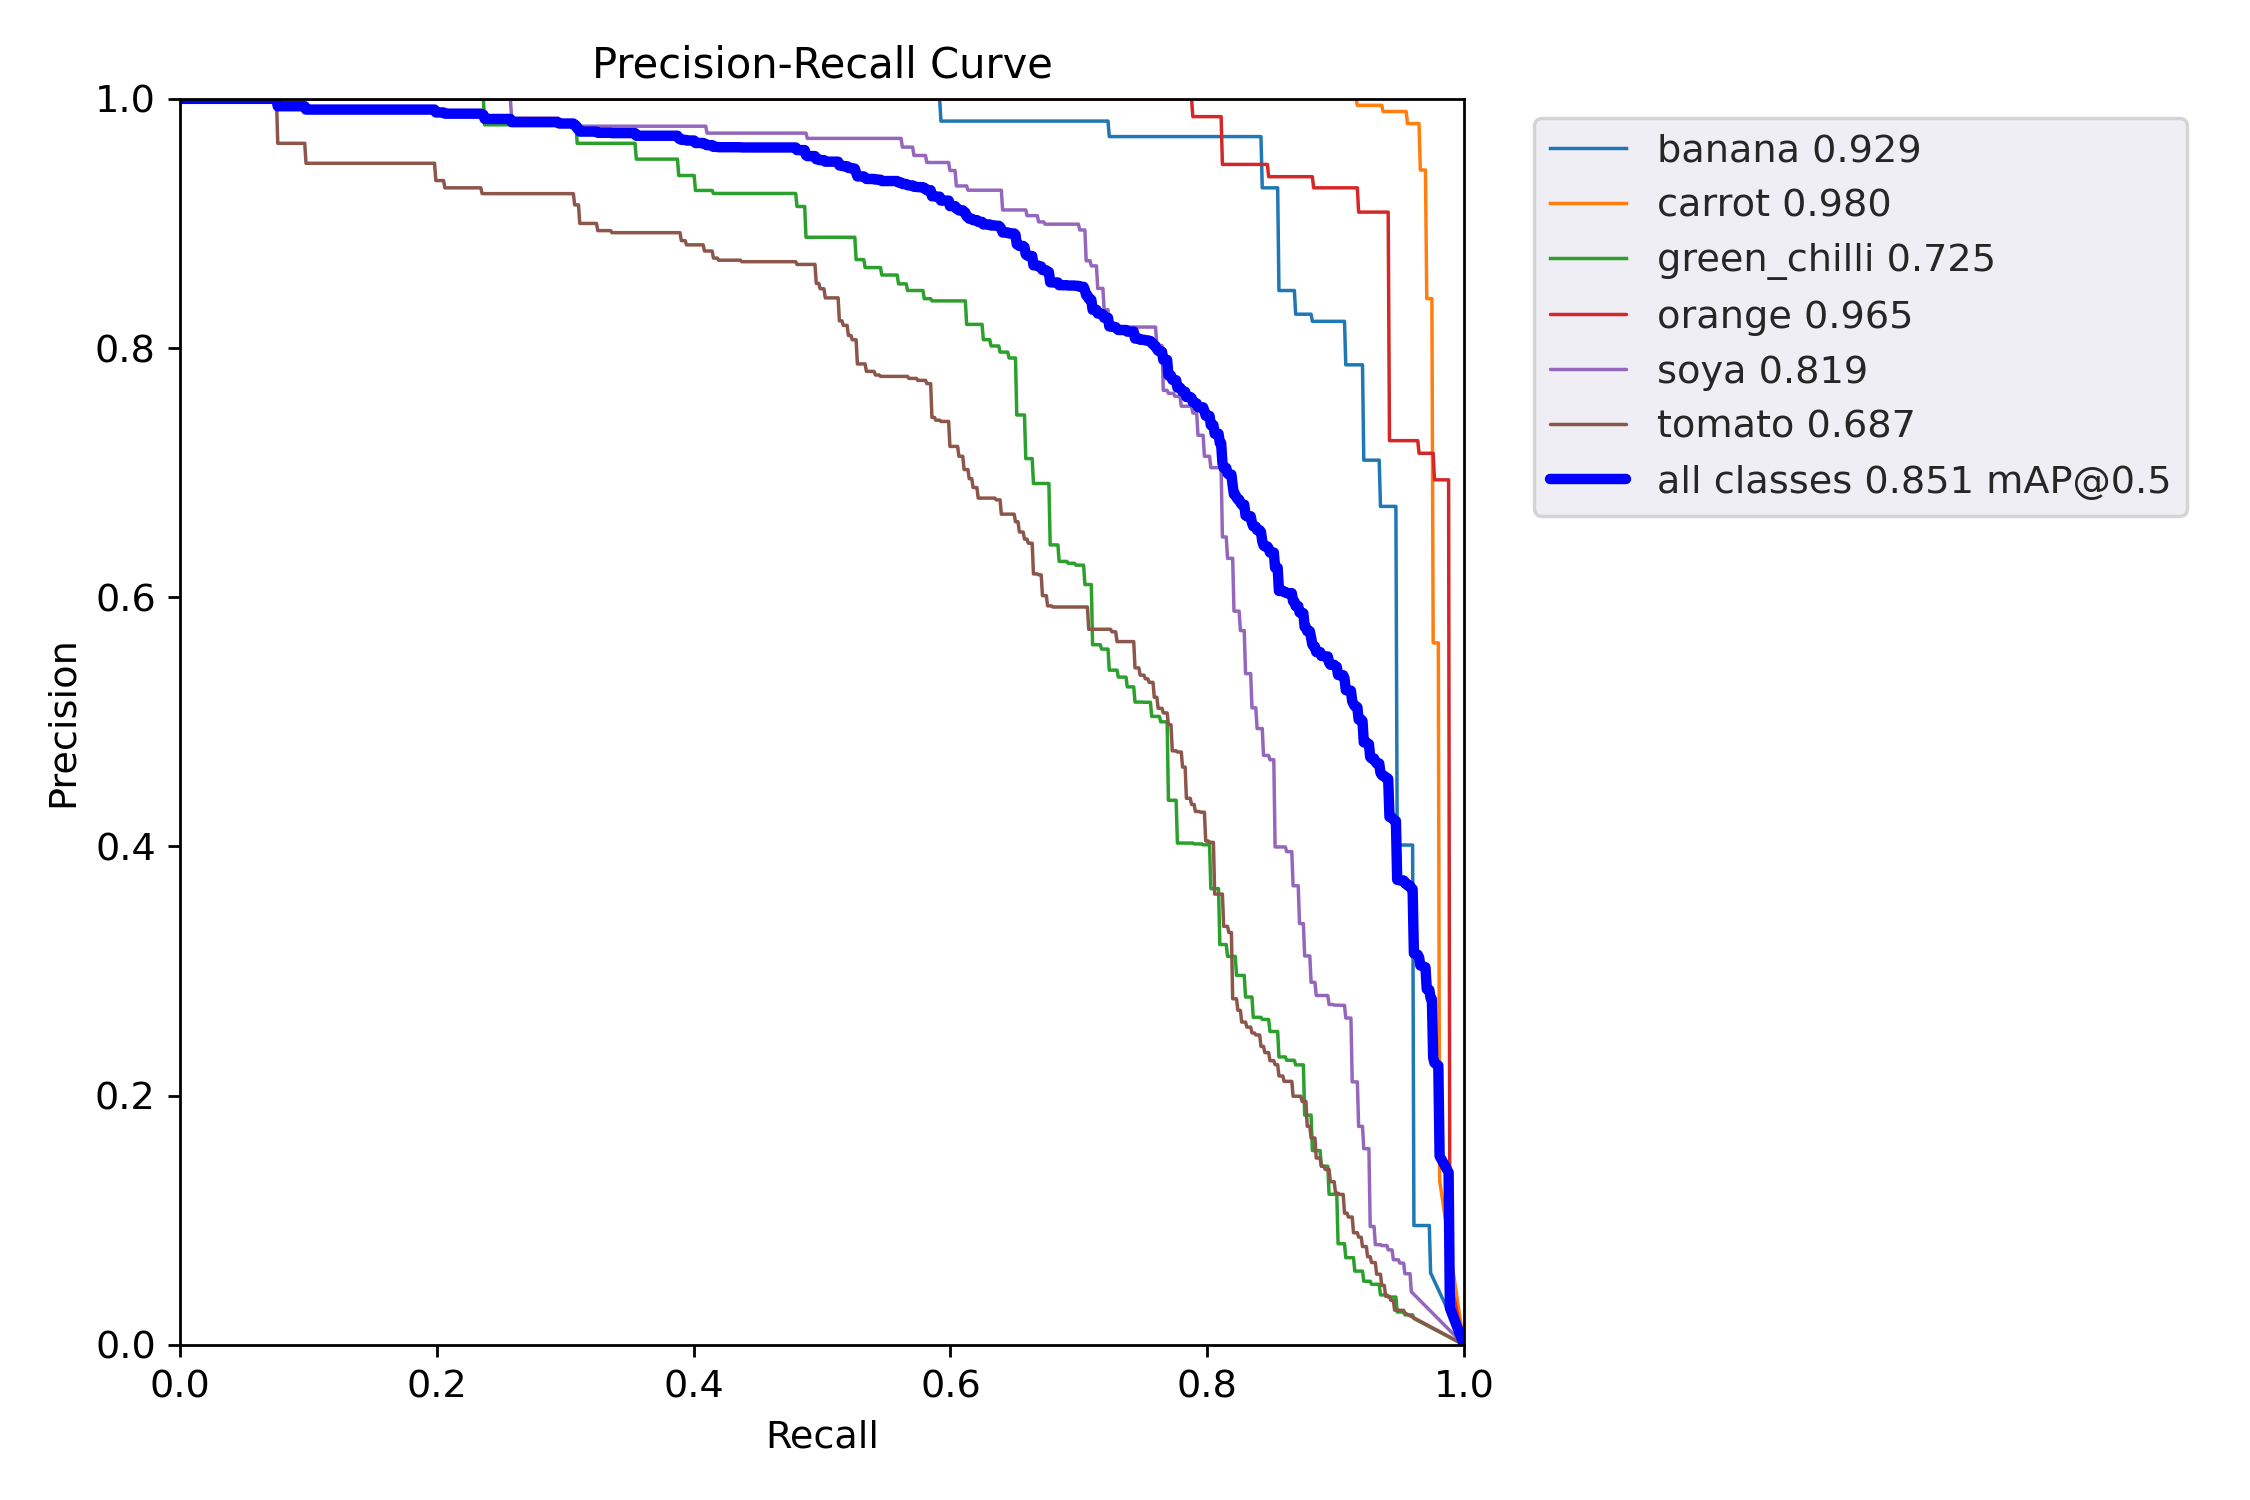 Precision-Recall Curve
1.0
0.8
0.6
0.4
0.2
0.0
Precision
0.0 0.2 0.4 0.6 0.8 1.0
Recall
banana 0.929
carrot 0.980
green_chilli 0.725
orange 0.965
soya 0.819
tomato 0.687
all classes 0.851 mAP@0.5